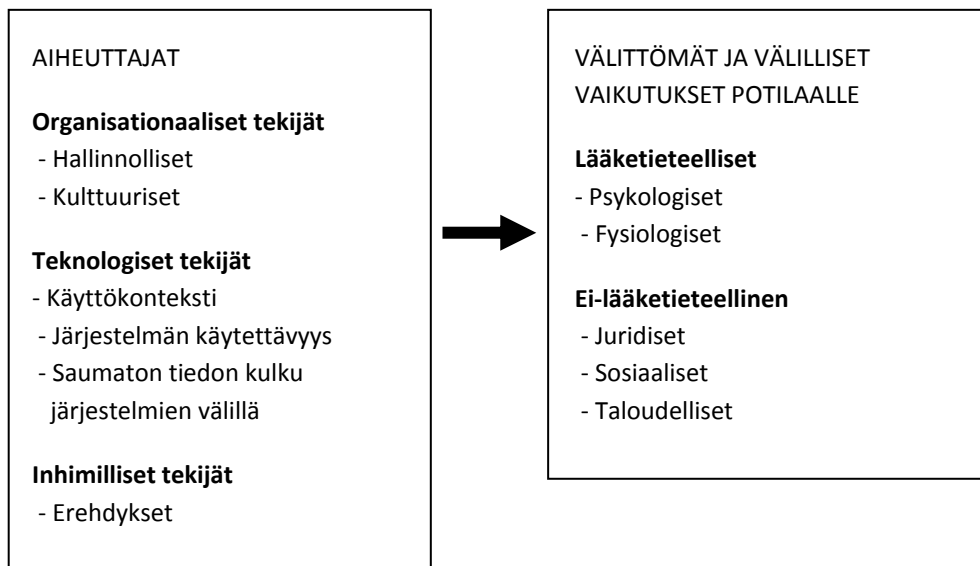 AIHEUTTAJAT
Organisationaaliset tekijät
- Hallinnolliset
- Kulttuuriset
Teknologiset tekijät
- Käyttökonteksti
- Järjestelmän käytettävyys
- Saumaton tiedon kulku
järjestelmien välillä
Inhimilliset tekijät
- Erehdykset
VÄLITTÖMÄT JA VÄLILLISET
VAIKUTUKSET POTILAALLE
Lääketieteelliset
- Psykologiset
- Fysiologiset
Ei-lääketieteellinen
- Juridiset
- Sosiaaliset
- Taloudelliset